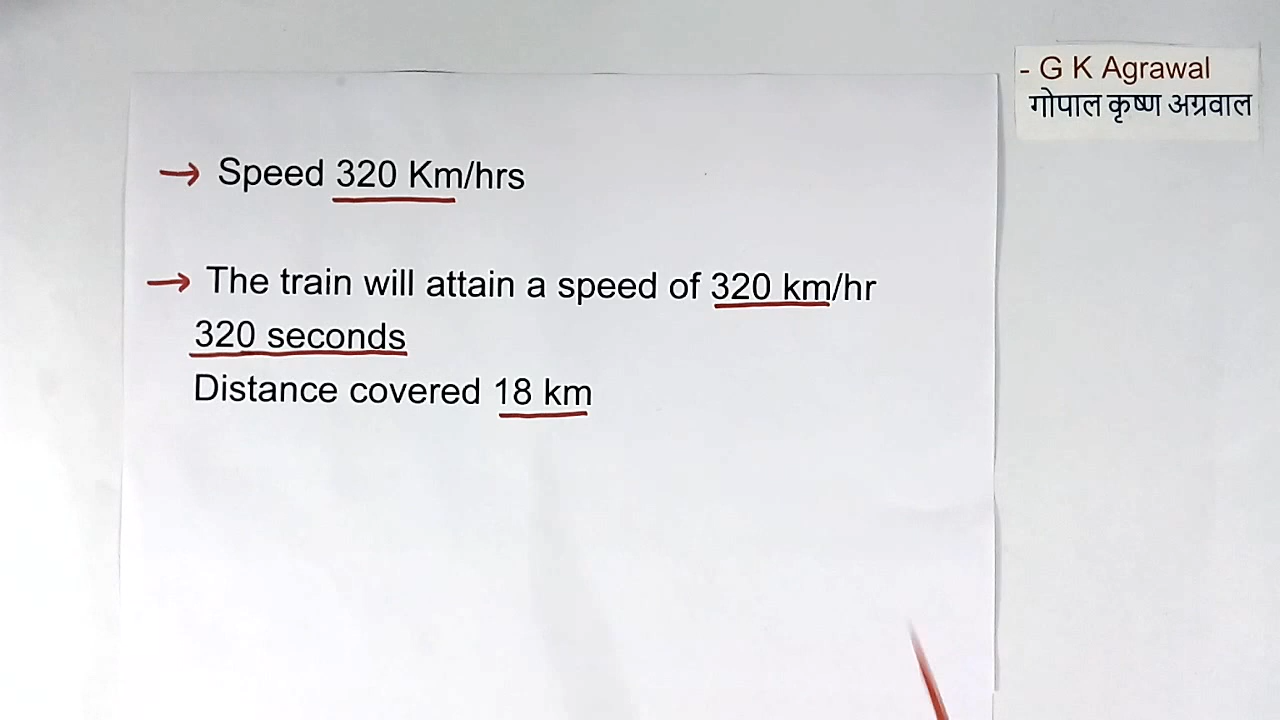 → Speed 320 Km/hrs
→ The train will attain a speed of 320 km/hr
320 seconds
Distance covered 18 km
- G K Agrawal
गोपाल कृष्ण अग्रवाल